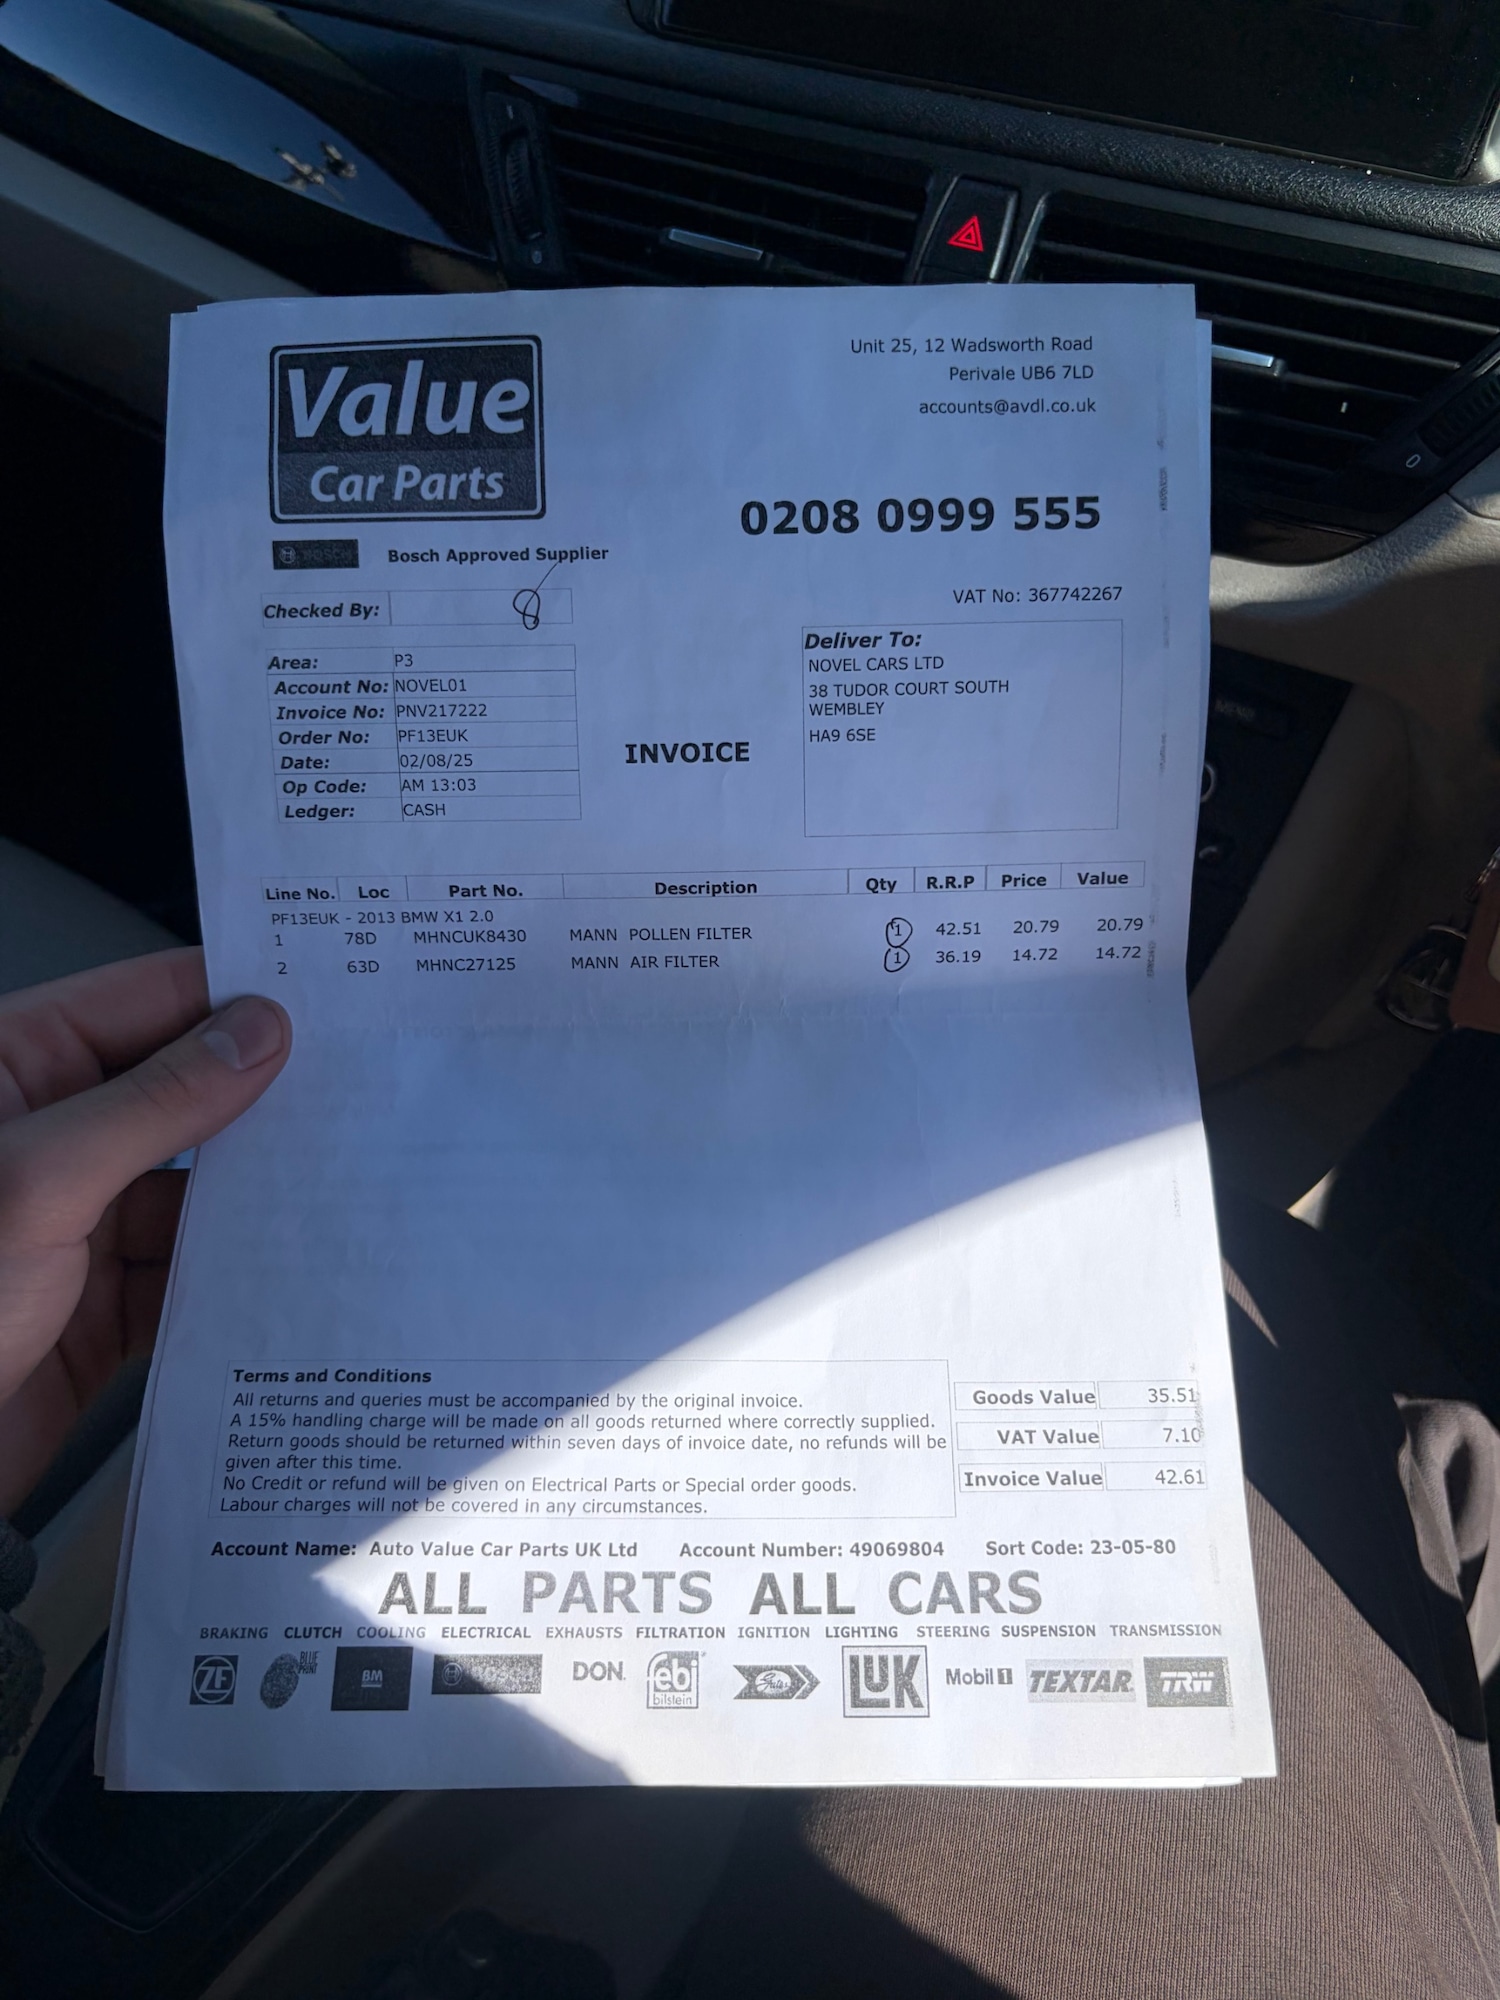 Value
Car Parts
Unit 25, 12 Wadsworth Road
Perivale UB6 7LD
accounts@avdl.co.uk
0208 0999 555
BOSCH
Bosch Approved Supplier
VAT No: 367742267
Checked By:
Area: P3
Account No: NOVEL01
Invoice No: PNV217222
Order No: PF13EUK
Date: 02/08/25
Op Code: AM 13:03
Ledger: CASH
INVOICE
Deliver To:
NOVEL CARS LTD
38 TUDOR COURT SOUTH
WEMBLEY
HA9 6SE
Line No. Loc Part No. Description Qty R.R.P Price Value
PF13EUK - 2013 BMW X1 2.0
1 78D MHNCUK8430 MANN POLLEN FILTER 1 42.51 20.79 20.79
2 63D MHNC27125 MANN AIR FILTER 1 36.19 14.72 14.72
Terms and Conditions
All returns and queries must be accompanied by the original invoice.
A 15% handling charge will be made on all goods returned where correctly supplied.
Return goods should be returned within seven days of invoice date, no refunds will be
given after this time.
No Credit or refund will be given on Electrical Parts or Special order goods.
Labour charges will not be covered in any circumstances.
Goods Value 35.51
VAT Value 7.10
Invoice Value 42.61
Account Name: Auto Value Car Parts UK Ltd Account Number: 49069804 Sort Code: 23-05-80
ALL PARTS ALL CARS
BRAKING CLUTCH COOLING ELECTRICAL EXHAUSTS FILTRATION IGNITION LIGHTING STEERING SUSPENSION TRANSMISSION
ZF BLUE PRINT BM BOSCH DON. febi bilstein Gates LUK Mobil 1 TEXTAR TRW